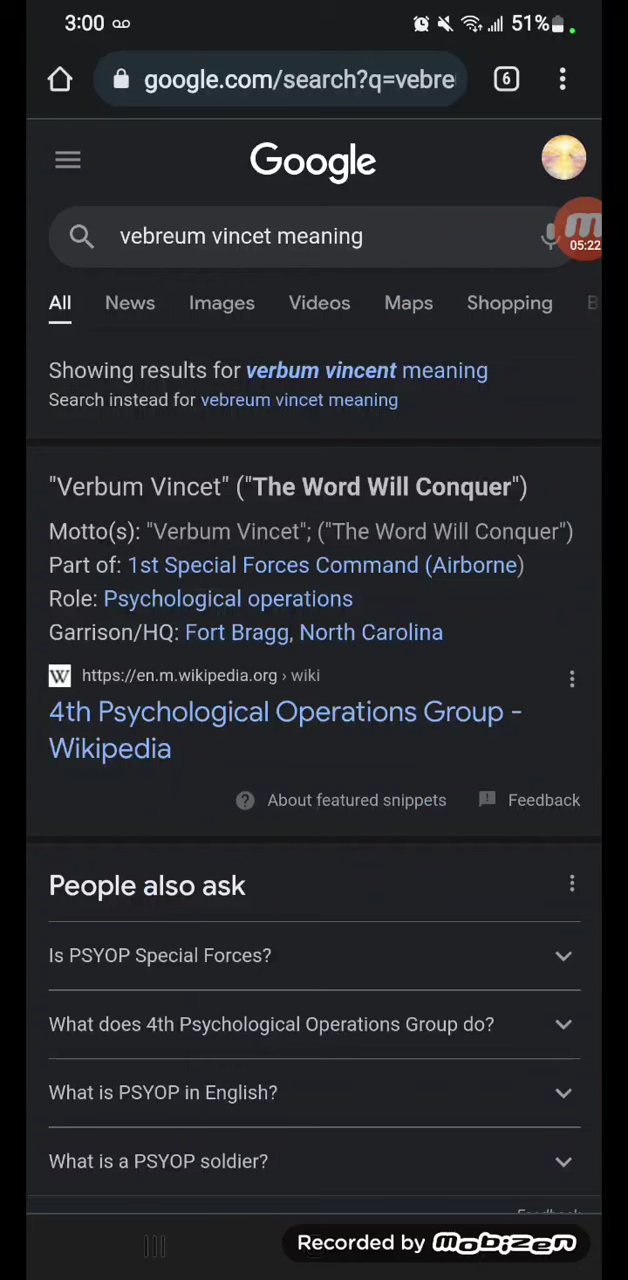 3:00
51%
google.com/search?q=vebre
6
Google
vebreum vincet meaning
05:22
All News Images Videos Maps Shopping B
Showing results for verbum vincent meaning
Search instead for vebreum vincet meaning
"Verbum Vincet" ("The Word Will Conquer")
Motto(s): "Verbum Vincet"; ("The Word Will Conquer")
Part of: 1st Special Forces Command (Airborne)
Role: Psychological operations
Garrison/HQ: Fort Bragg, North Carolina
W https://en.m.wikipedia.org › wiki
4th Psychological Operations Group -
Wikipedia
About featured snippets Feedback
People also ask
Is PSYOP Special Forces?
What does 4th Psychological Operations Group do?
What is PSYOP in English?
What is a PSYOP soldier?
Feedback
Recorded by mobizen